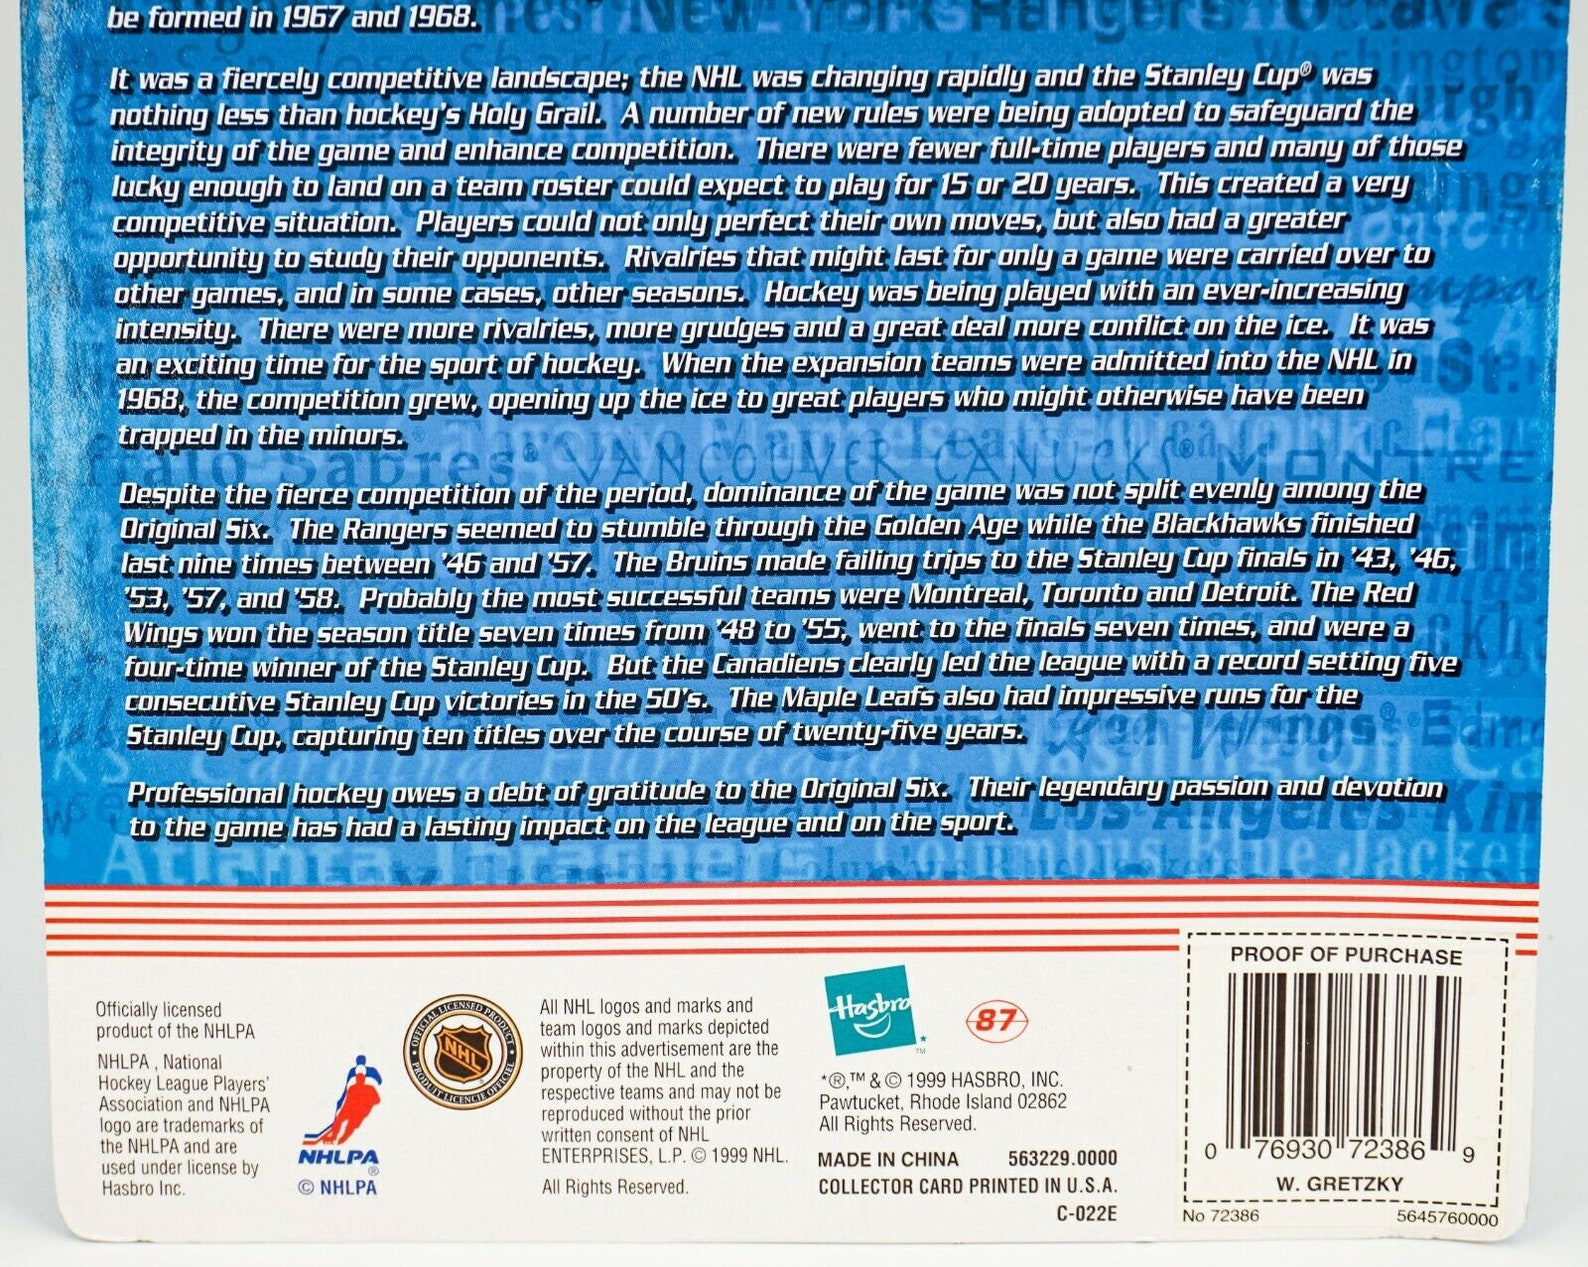 be formed in 1967 and 1968.
It was a fiercely competitive landscape; the NHL was changing rapidly and the Stanley Cup® was
nothing less than hockey's Holy Grail. A number of new rules were being adopted to safeguard the
integrity of the game and enhance competition. There were fewer full-time players and many of those
lucky enough to land on a team roster could expect to play for 15 or 20 years. This created a very
competitive situation. Players could not only perfect their own moves, but also had a greater
opportunity to study their opponents. Rivalries that might last for only a game were carried over to
other games, and in some cases, other seasons. Hockey was being played with an ever-increasing
intensity. There were more rivalries, more grudges and a great deal more conflict on the ice. It was
an exciting time for the sport of hockey. When the expansion teams were admitted into the NHL in
1968, the competition grew, opening up the ice to great players who might otherwise have been
trapped in the minors.
VANCOUVER CANUCKS® MONTRE
Despite the fierce competition of the period, dominance of the game was not split evenly among the
Original Six. The Rangers seemed to stumble through the Golden Age while the Blackhawks finished
last nine times between '46 and '57. The Bruins made failing trips to the Stanley Cup finals in '43, '46,
'53, '57, and '58. Probably the most successful teams were Montreal, Toronto and Detroit. The Red
Wings won the season title seven times from '48 to '55, went to the finals seven times, and were a
four-time winner of the Stanley Cup. But the Canadiens clearly led the league with a record setting five
consecutive Stanley Cup victories in the 50's. The Maple Leafs also had impressive runs for the
Stanley Cup, capturing ten titles over the course of twenty-five years.
Professional hockey owes a debt of gratitude to the Original Six. Their legendary passion and devotion
to the game has had a lasting impact on the league and on the sport.
Los Angeles Kin
Atlanta Thrashers Columbus Blue Jacket
Officially licensed
product of the NHLPA
NHLPA , National
Hockey League Players'
Association and NHLPA
logo are trademarks of
the NHLPA and are
used under license by
Hasbro Inc.
NHLPA
®
© NHLPA
OFFICIAL LICENSED PRODUCT
NHL
PRODUIT LICENCIE OFFICIEL
All NHL logos and marks and
team logos and marks depicted
within this advertisement are the
property of the NHL and the
respective teams and may not be
reproduced without the prior
written consent of NHL
ENTERPRISES, L.P. © 1999 NHL.
All Rights Reserved.
Hasbro
*
TM
87
*®,™ & © 1999 HASBRO, INC.
Pawtucket, Rhode Island 02862
All Rights Reserved.
MADE IN CHINA 563229.0000
COLLECTOR CARD PRINTED IN U.S.A.
C-022E
PROOF OF PURCHASE
0 76930 72386 9
W. GRETZKY
No 72386 5645760000